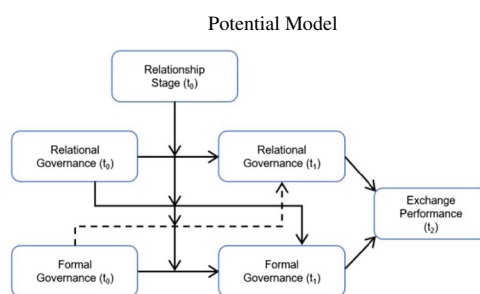 Potential Model
Relationship
Stage (t₀)
Relational
Governance (t₀)
Relational
Governance (t₁)
Exchange
Performance
(t₂)
Formal
Governance (t₀)
Formal
Governance (t₁)